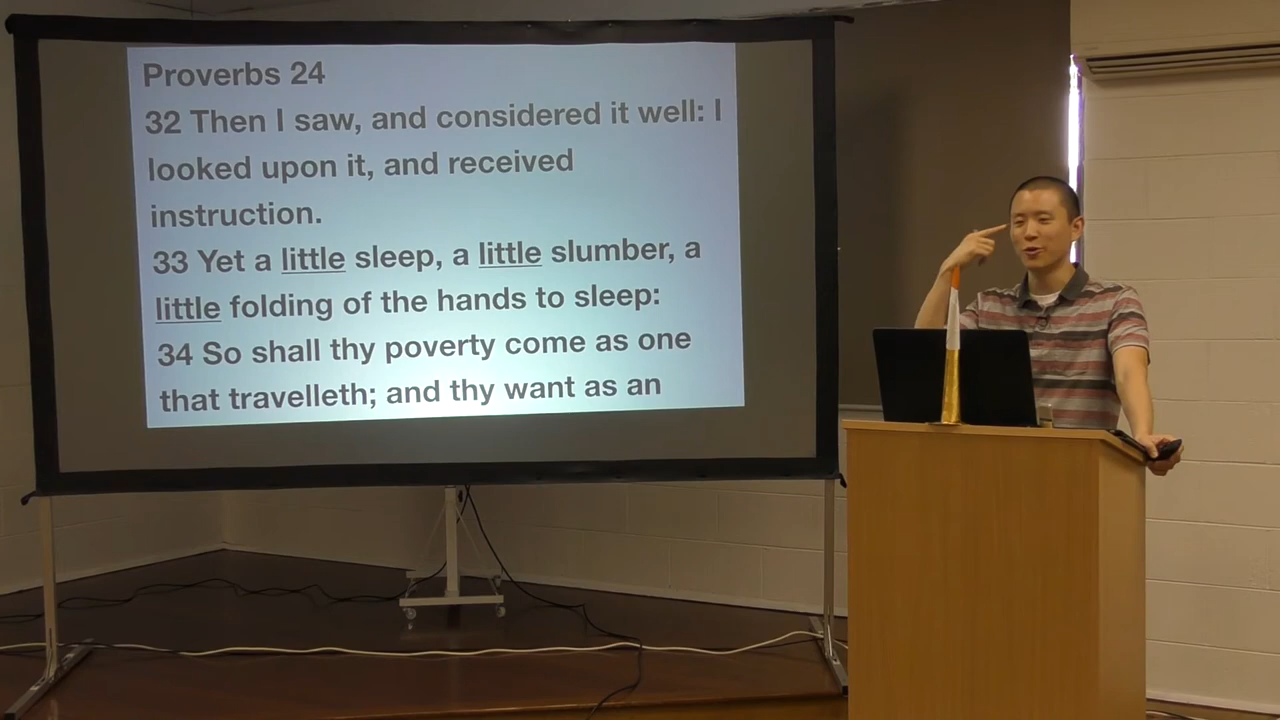 Proverbs 24
32 Then I saw, and considered it well: I
looked upon it, and received
instruction.
33 Yet a little sleep, a little slumber, a
little folding of the hands to sleep:
34 So shall thy poverty come as one
that travelleth; and thy want as an